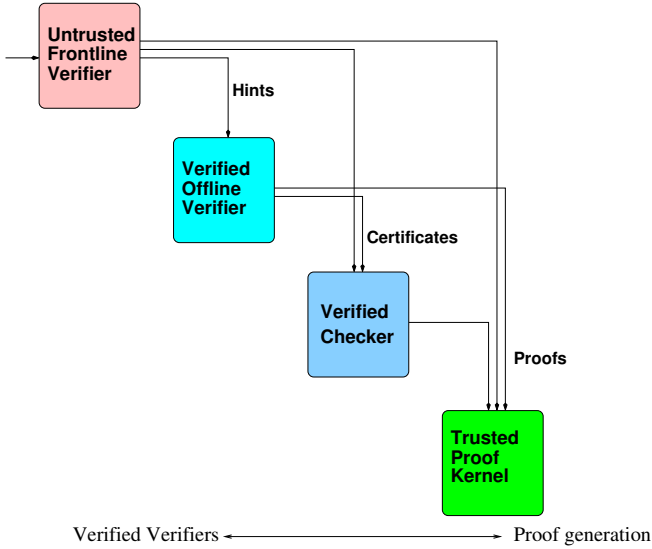 Untrusted
Frontline
Verifier
Hints
Verified
Offline
Verifier
Certificates
Verified
Checker
Proofs
Trusted
Proof
Kernel
Verified Verifiers
Proof generation